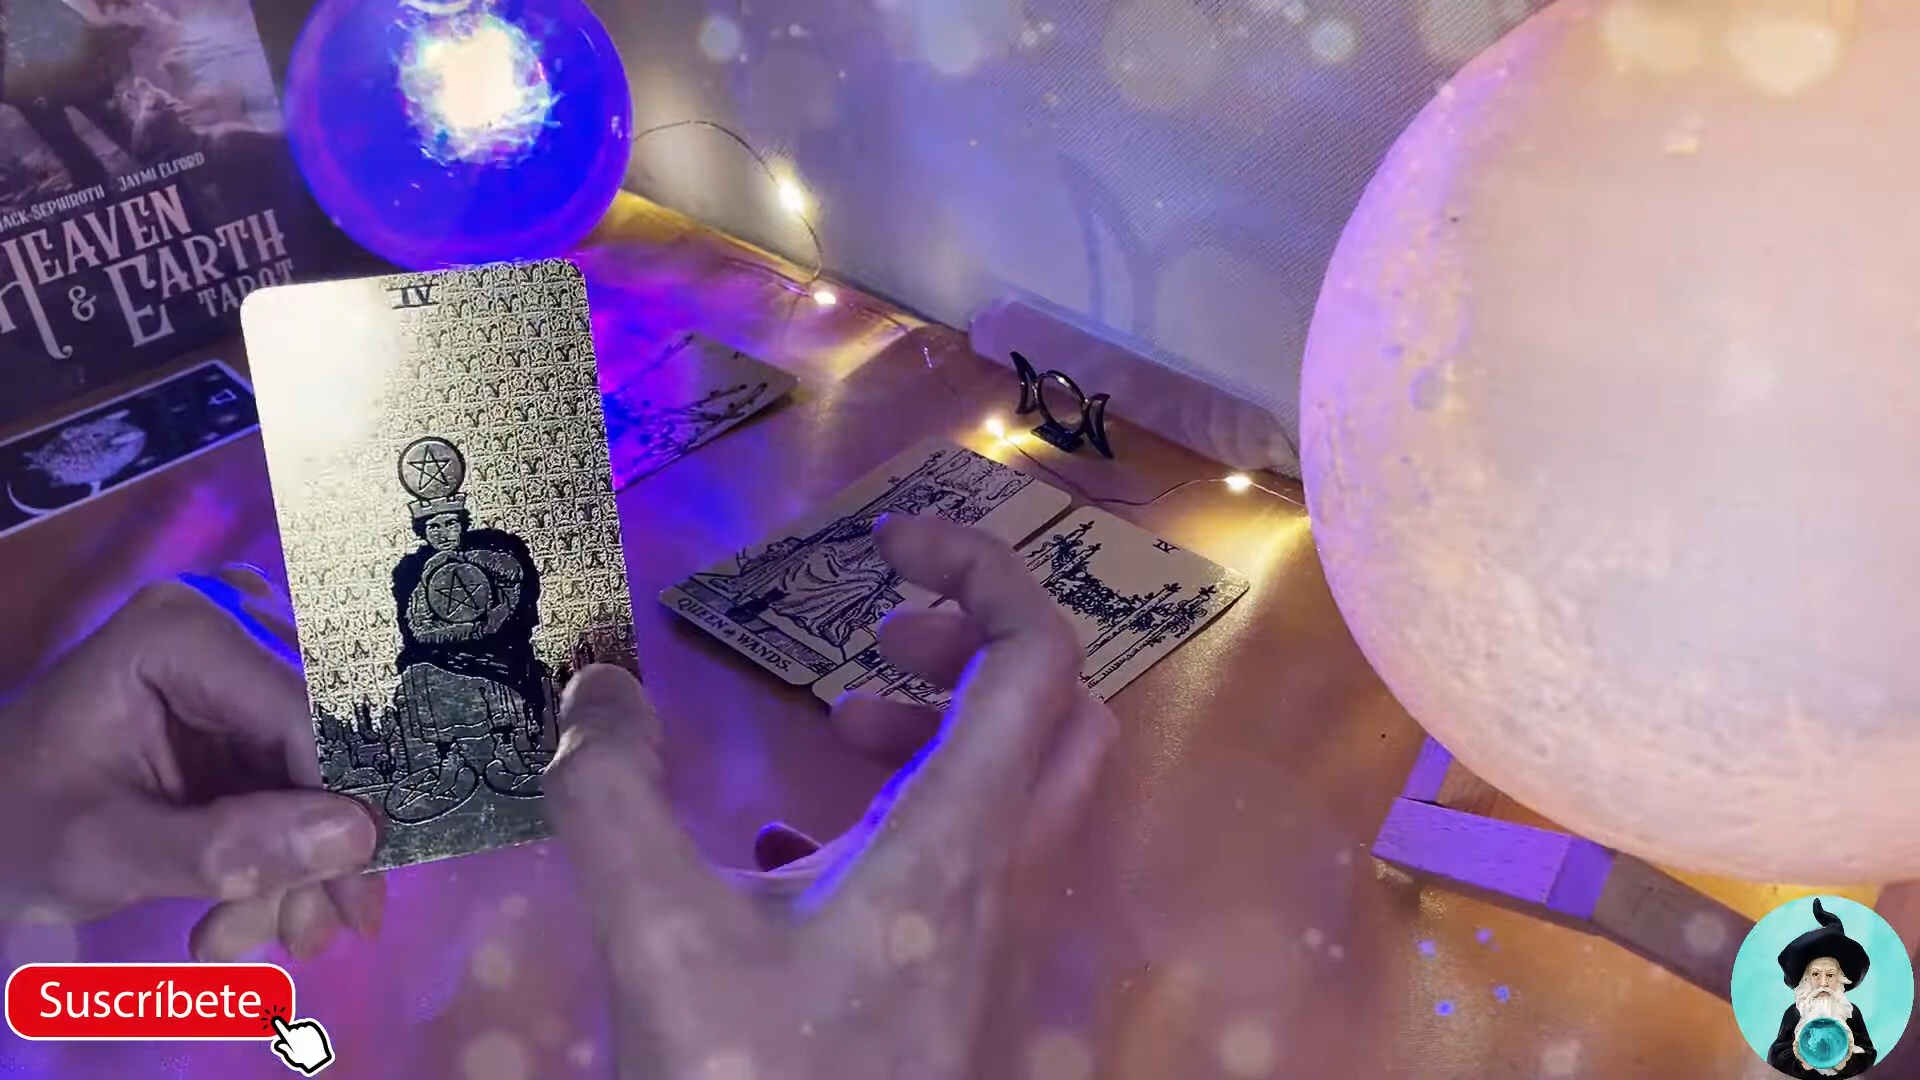 JACK SEPHIROTH JAYMI ELFORD
HEAVEN
& EARTH
TAROT
IV
QUEEN of WANDS.
IV
Suscríbete